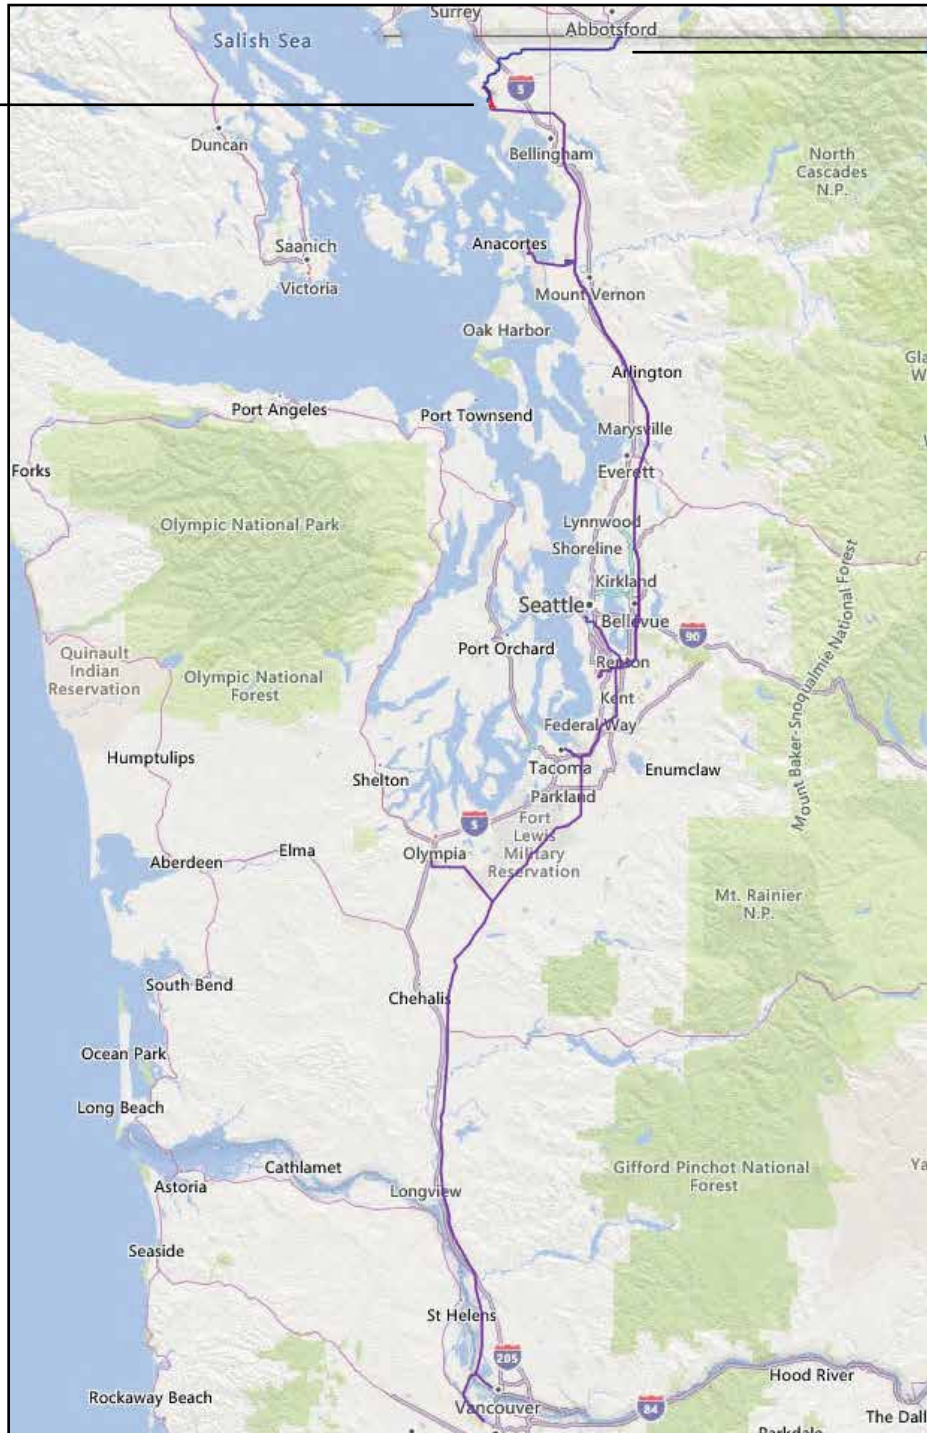 Surrey
Abbotsford
Salish Sea
5
Duncan
Bellingham
North
Cascades
N.P.
Anacortes
Saanich
Victoria
Mount Vernon
Oak Harbor
Arlington
Port Angeles
Port Townsend
Marysville
Forks
Everett
Olympic National Park
Lynnwood
Shoreline
Kirkland
Seattle
Bellevue
90
Mount Baker-Snoqualmie National Forest
Port Orchard
Renton
Quinault
Indian
Reservation
Olympic National
Forest
Kent
Federal Way
Humptulips
Tacoma
Enumclaw
Shelton
Parkland
5
Fort
Lewis
Military
Reservation
Olympia
Elma
Aberdeen
Mt. Rainier
N.P.
South Bend
Chehalis
Ocean Park
Long Beach
Cathlamet
Gifford Pinchot National
Forest
Ya
Astoria
Longview
Seaside
St Helens
205
Hood River
Rockaway Beach
Vancouver
84
The Dall
Parkdale